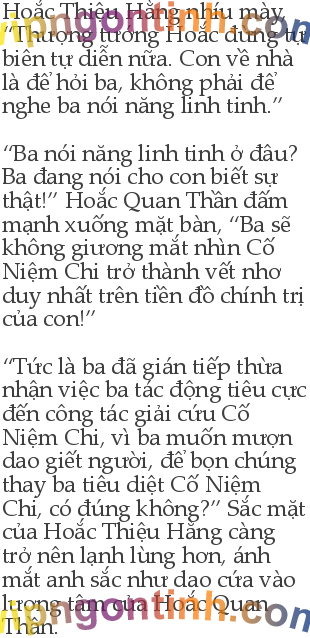 Hoắc Thiệu Hằng nhíu mày,
“Thượng tướng Hoắc đừng tự
biên tự diễn nữa. Con về nhà
là để hỏi ba, không phải để
nghe ba nói năng linh tinh.”
“Ba nói năng linh tinh ở đâu?
Ba đang nói cho con biết sự
thật!” Hoắc Quan Thần đấm
mạnh xuống mặt bàn, “Ba sẽ
không giương mắt nhìn Cố
Niệm Chi trở thành vết nhơ
duy nhất trên tiền đồ chính trị
của con!”
“Tức là ba đã gián tiếp thừa
nhận việc ba tác động tiêu cực
đến công tác giải cứu Cố
Niệm Chi, vì ba muốn mượn
dao giết người, để bọn chúng
thay ba tiêu diệt Cố Niệm
Chi, có đúng không?” Sắc mặt
của Hoắc Thiệu Hằng càng
trở nên lạnh lùng hơn, ánh
mắt anh sắc như dao cứa vào
lương tâm của Hoắc Quan
Thần.